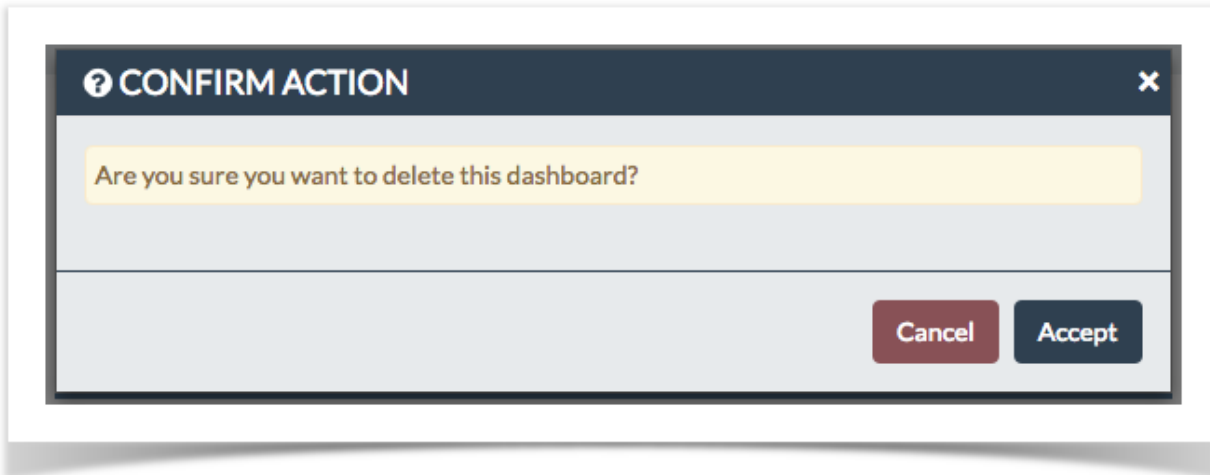 CONFIRM ACTION
Are you sure you want to delete this dashboard?
Cancel Accept